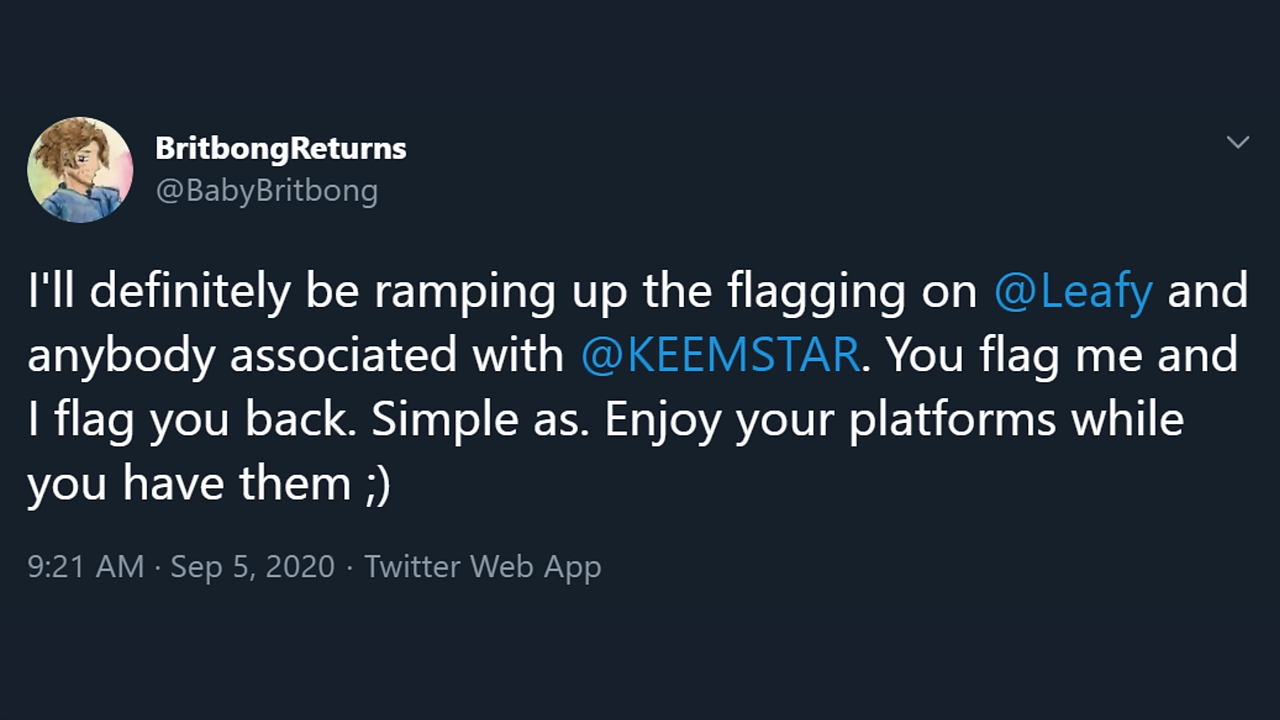 BritbongReturns
@BabyBritbong
I'll definitely be ramping up the flagging on @Leafy and
anybody associated with @KEEMSTAR. You flag me and
I flag you back. Simple as. Enjoy your platforms while
you have them ;)
9:21 AM · Sep 5, 2020 · Twitter Web App